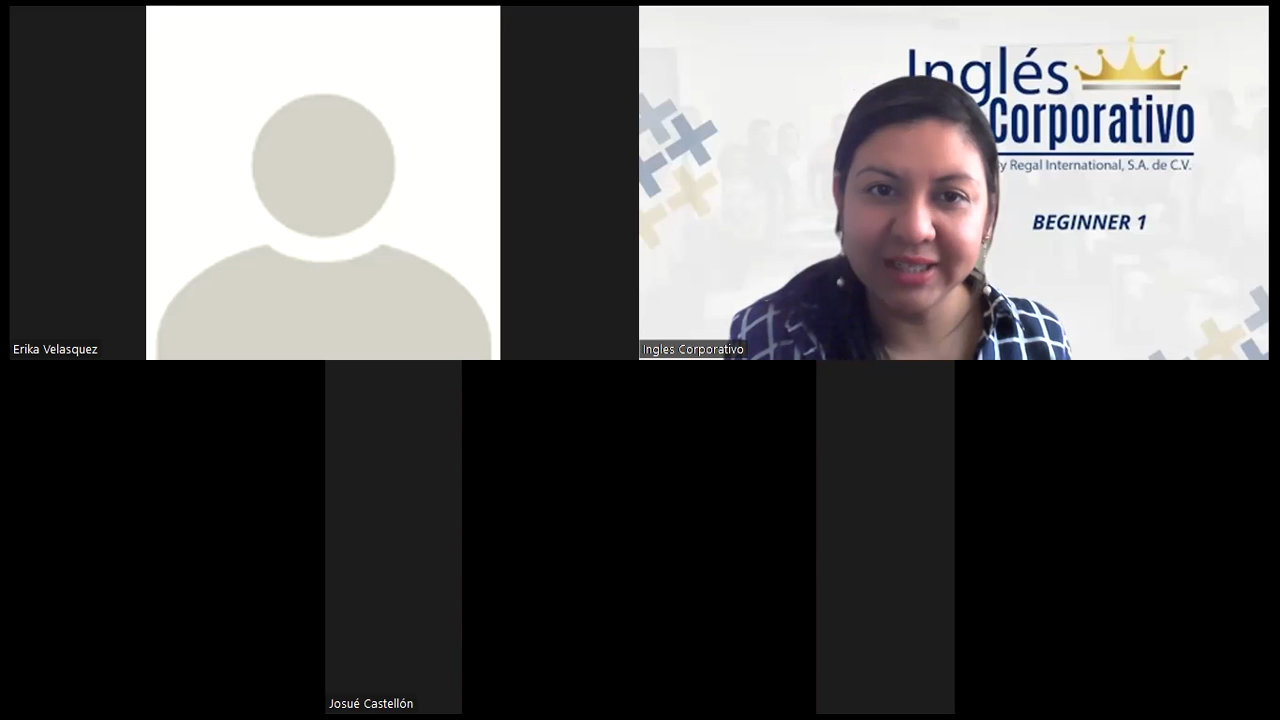 Inglés
Corporativo
y Regal International, S.A. de C.V.
BEGINNER 1
Erika Velasquez
Ingles Corporativo
Josué Castellón